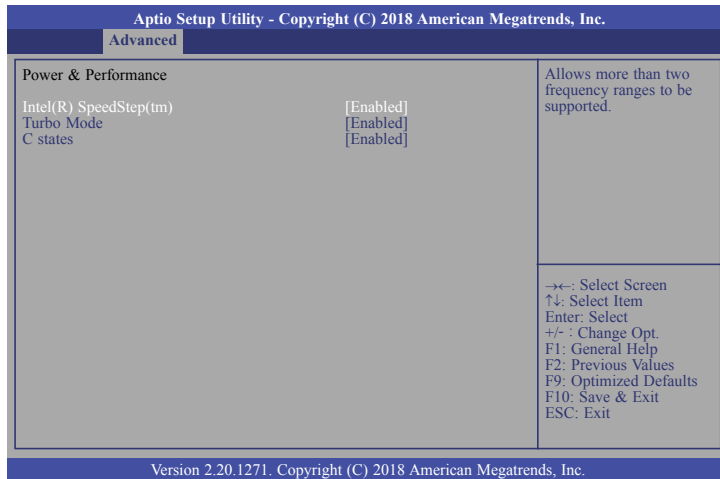 Aptio Setup Utility - Copyright (C) 2018 American Megatrends, Inc.
Advanced
Power & Performance
Intel(R) SpeedStep(tm) [Enabled]
Turbo Mode [Enabled]
C states [Enabled]
Allows more than two
frequency ranges to be
supported.
→←: Select Screen
↑↓: Select Item
Enter: Select
+/- : Change Opt.
F1: General Help
F2: Previous Values
F9: Optimized Defaults
F10: Save & Exit
ESC: Exit
Version 2.20.1271. Copyright (C) 2018 American Megatrends, Inc.